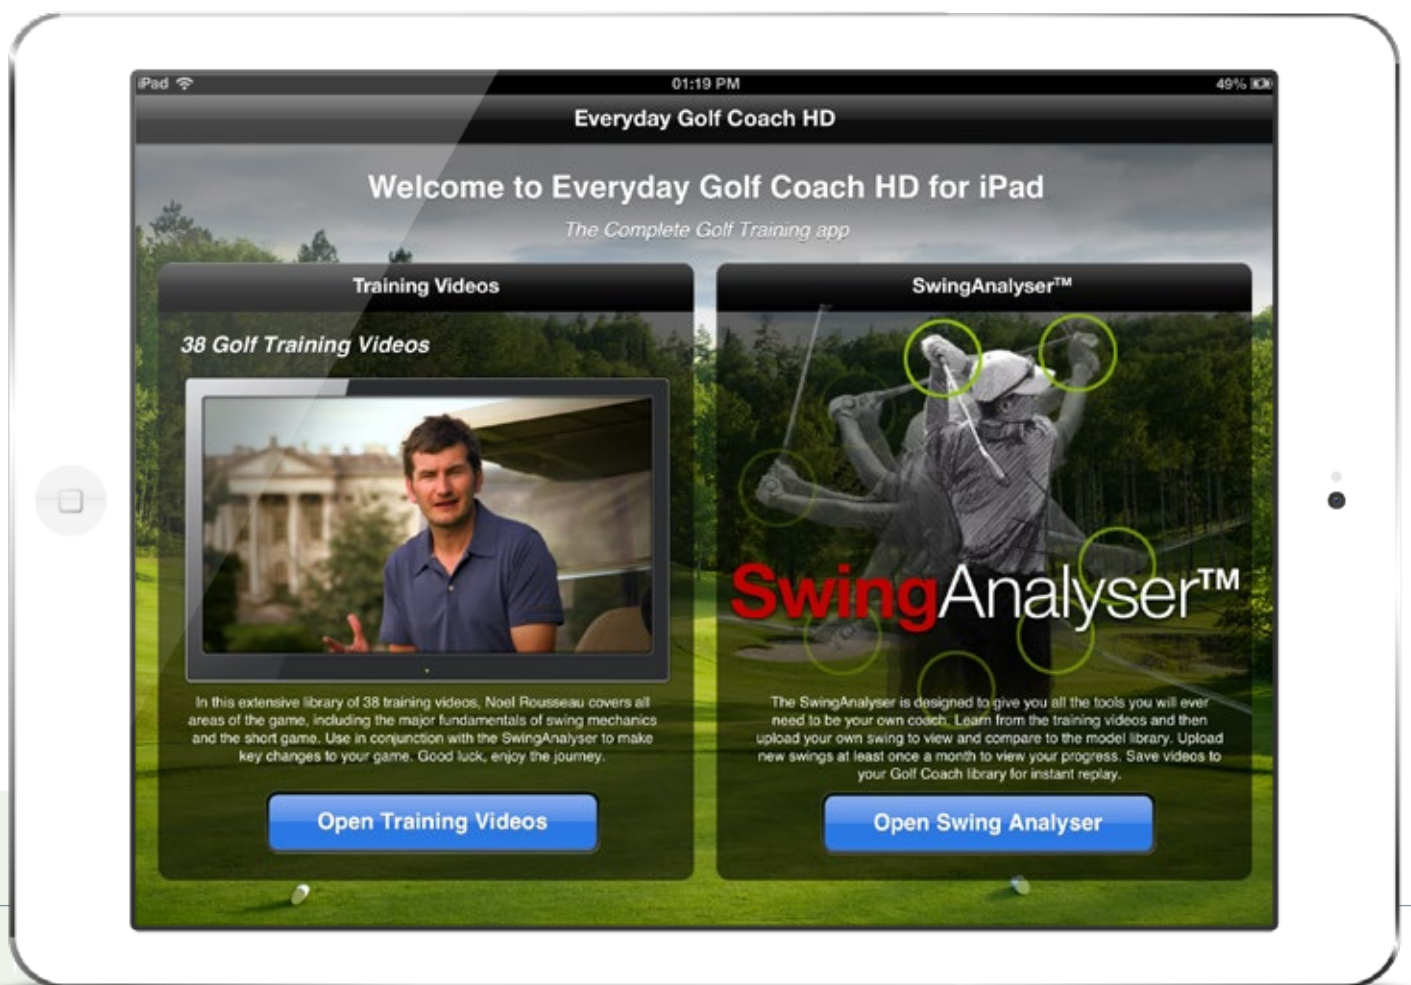 iPad
01:19 PM
49%
Everyday Golf Coach HD
Welcome to Everyday Golf Coach HD for iPad
The Complete Golf Training app
Training Videos
38 Golf Training Videos
In this extensive library of 38 training videos, Noel Rousseau covers all
areas of the game, including the major fundamentals of swing mechanics
and the short game. Use in conjunction with the SwingAnalyser to make
key changes to your game. Good luck, enjoy the journey.
Open Training Videos
SwingAnalyser™
SwingAnalyser™
The SwingAnalyser is designed to give you all the tools you will ever
need to be your own coach. Learn from the training videos and then
upload your own swing to view and compare to the model library. Upload
new swings at least once a month to view your progress. Save videos to
your Golf Coach library for instant replay.
Open Swing Analyser